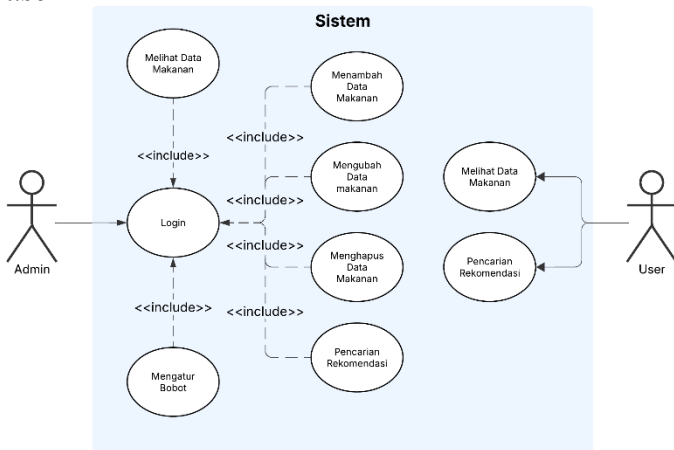 Sistem
Melihat Data
Makanan
Menambah
Data
Makanan
<<include>>
<<include>>
Mengubah
Data
makanan
Melihat Data
Makanan
<<include>>
Login
Admin
<<include>>
Menghapus
Data
Makanan
Pencarian
Rekomendasi
User
<<include>>
<<include>>
Pencarian
Rekomendasi
Mengatur
Bobot